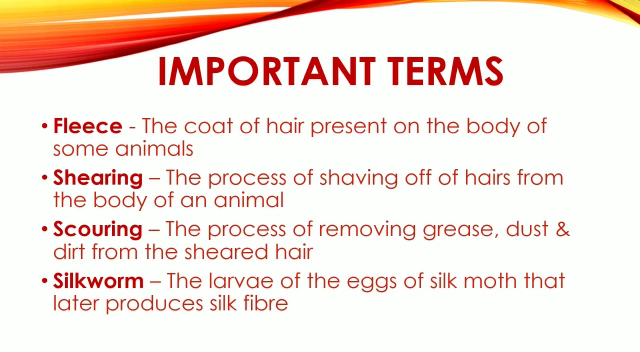 IMPORTANT TERMS
• Fleece - The coat of hair present on the body of
some animals
• Shearing – The process of shaving off of hairs from
the body of an animal
• Scouring – The process of removing grease, dust &
dirt from the sheared hair
• Silkworm – The larvae of the eggs of silk moth that
later produces silk fibre